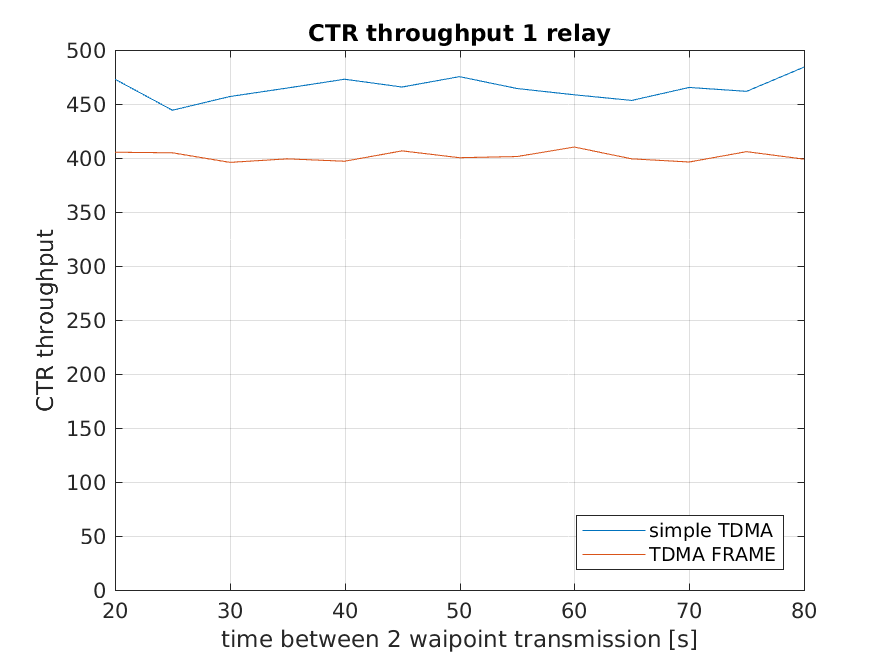 CTR throughput 1 relay
500
450
400
350
300
250
200
150
100
50
0
CTR throughput
simple TDMA
TDMA FRAME
20 30 40 50 60 70 80
time between 2 waipoint transmission [s]